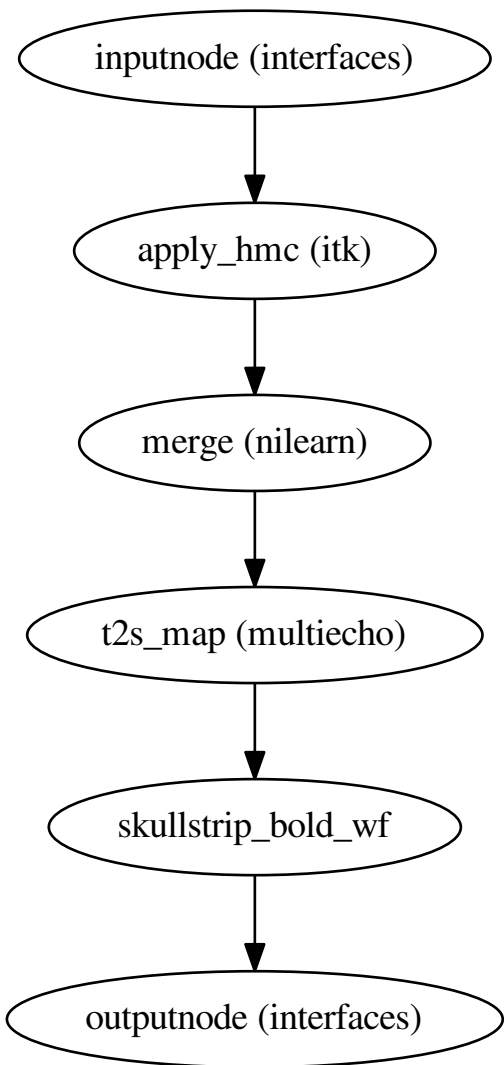 inputnode (interfaces)
apply_hmc (itk)
merge (nilearn)
t2s_map (multiecho)
skullstrip_bold_wf
outputnode (interfaces)